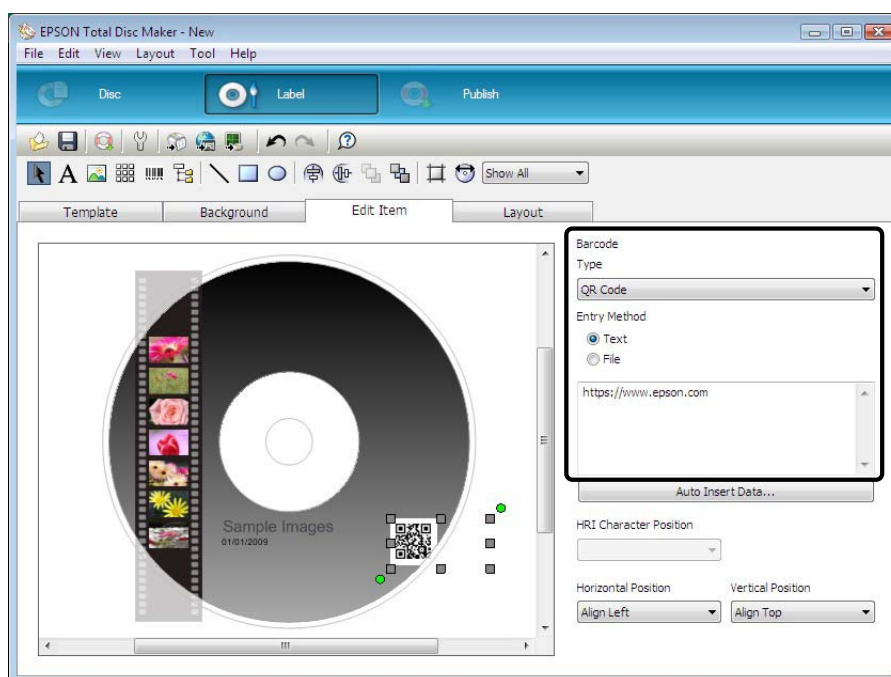 EPSON Total Disc Maker - New
File Edit View Layout Tool Help
Disc Label Publish
Show All
Template Background Edit Item Layout
Barcode
Type
QR Code
Entry Method
Text
File
https://www.epson.com
Auto Insert Data...
HRI Character Position
Horizontal Position Vertical Position
Align Left Align Top
Sample Images
01/01/2009